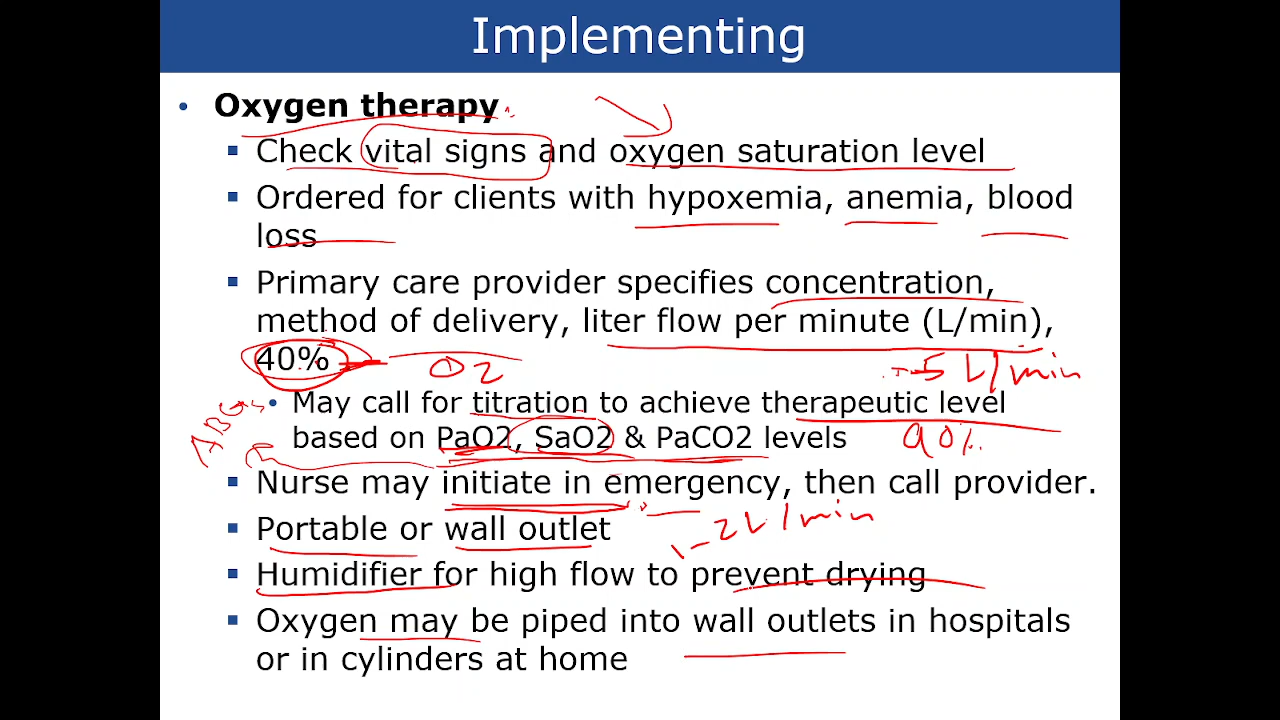 Implementing
• Oxygen therapy
▪ Check vital signs and oxygen saturation level
▪ Ordered for clients with hypoxemia, anemia, blood
loss
▪ Primary care provider specifies concentration,
method of delivery, liter flow per minute (L/min),
40%
O2
5 L/min
• May call for titration to achieve therapeutic level
ABGs
based on PaO2, SaO2 & PaCO2 levels
90%
▪ Nurse may initiate in emergency, then call provider.
1-2L/min
▪ Portable or wall outlet
▪ Humidifier for high flow to prevent drying
▪ Oxygen may be piped into wall outlets in hospitals
or in cylinders at home